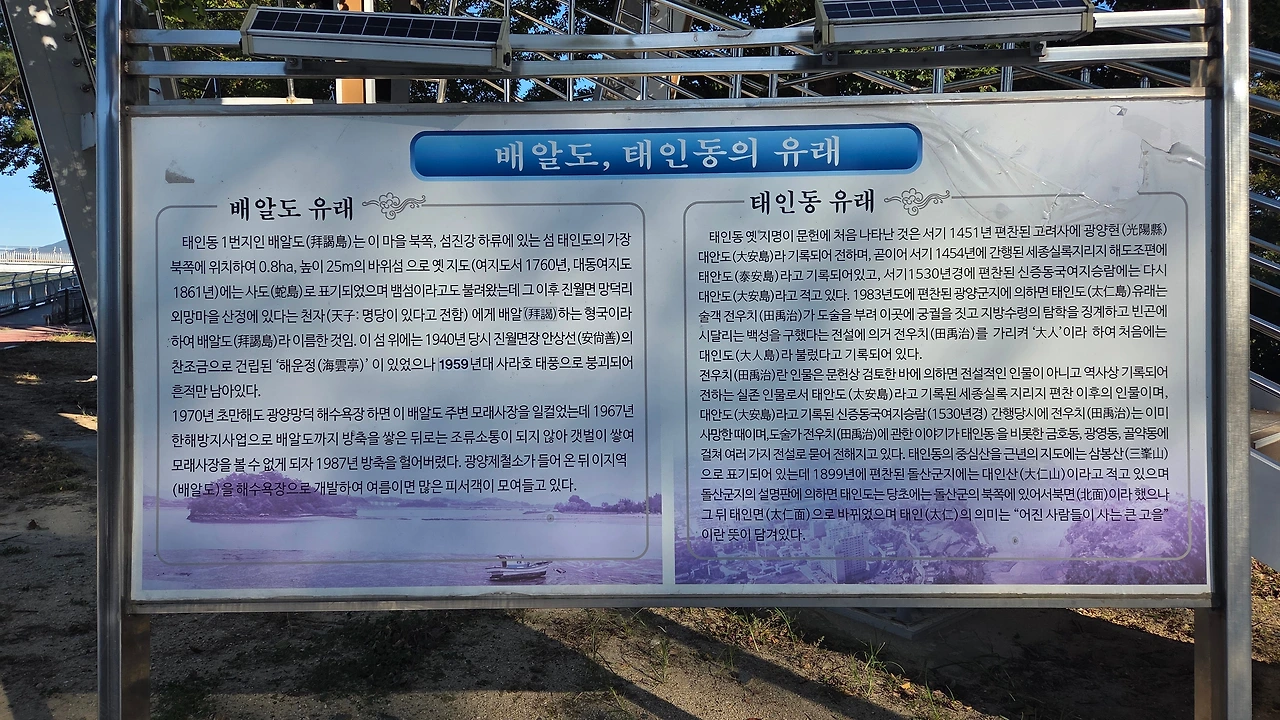 배알도, 태인동의 유래
배알도 유래
태인동 1번지인 배알도(拜謁島)는 이 마을 북쪽, 섬진강 하류에 있는 섬 태인도의 가장
북쪽에 위치하여 0.8ha, 높이 25m의 바위섬 으로 옛 지도(여지도서 1760년, 대동여지도
1861년)에는 사도(蛇島)로 표기되었으며 뱀섬이라고도 불려왔는데 그 이후 진월면 망덕리
외망마을 산정에 있다는 천자(天子: 명당이 있다고 전함) 에게 배알(拜謁)하는 형국이라
하여 배알도(拜謁島)라 이름한 것임. 이 섬 위에는 1940년 당시 진월면장 안상선(安尙善)의
찬조금으로 건립된 ‘해운정(海雲亭)’ 이 있었으나 1959년대 사라호 태풍으로 붕괴되어
흔적만 남아있다.
1970년 초만해도 광양망덕 해수욕장 하면 이 배알도 주변 모래사장을 일컬었는데 1967년
한해방지사업으로 배알도까지 방축을 쌓은 뒤로는 조류소통이 되지 않아 갯벌이 쌓여
모래사장을 볼 수 없게 되자 1987년 방축을 헐어버렸다. 광양제철소가 들어 온 뒤 이지역
(배알도)을 해수욕장으로 개발하여 여름이면 많은 피서객이 모여들고 있다.
태인동 유래
태인동 옛 지명이 문헌에 처음 나타난 것은 서기 1451년 편찬된 고려사에 광양현(光陽縣)
대안도(大安島)라 기록되어 전하며, 곧이어 서기 1454년에 간행된 세종실록지리지 해도조편에
태안도(泰安島)라고 기록되어있고, 서기1530년경에 편찬된 신증동국여지승람에는 다시
대안도(大安島)라고 적고 있다. 1983년도에 편찬된 광양군지에 의하면 태인도(太仁島)유래는
술객 전우치(田禹治)가 도술을 부려 이곳에 궁궐을 짓고 지방수령의 탐학을 징계하고 빈곤에
시달리는 백성을 구했다는 전설에 의거 전우치(田禹治)를 가리켜 ‘大人’이라 하여 처음에는
대인도(大人島)라 불렀다고 기록되어 있다.
전우치(田禹治)란 인물은 문헌상 검토한 바에 의하면 전설적인 인물이 아니고 역사상 기록되어
전하는 실존 인물로서 태안도(太安島)라고 기록된 세종실록 지리지 편찬 이후의 인물이며,
대안도(大安島)라고 기록된 신증동국여지승람(1530년경) 간행당시에 전우치(田禹治)는 이미
사망한 때이며, 도술가 전우치(田禹治)에 관한 이야기가 태인동 을 비롯한 금호동, 광영동, 골약동에
걸쳐 여러 가지 전설로 묻어 전해지고 있다. 태인동의 중심산을 근년의 지도에는 삼봉산(三峯山)
으로 표기되어 있는데 1899년에 편찬된 돌산군지에는 대인산(大仁山)이라고 적고 있으며
돌산군지의 설명판에 의하면 태인도는 당초에는 돌산군의 북쪽에 있어서 북면(北面)이라 했으나
그 뒤 태인면(太仁面)으로 바뀌었으며 태인(太仁)의 의미는 “어진 사람들이 사는 큰 고을”
이란 뜻이 담겨있다.